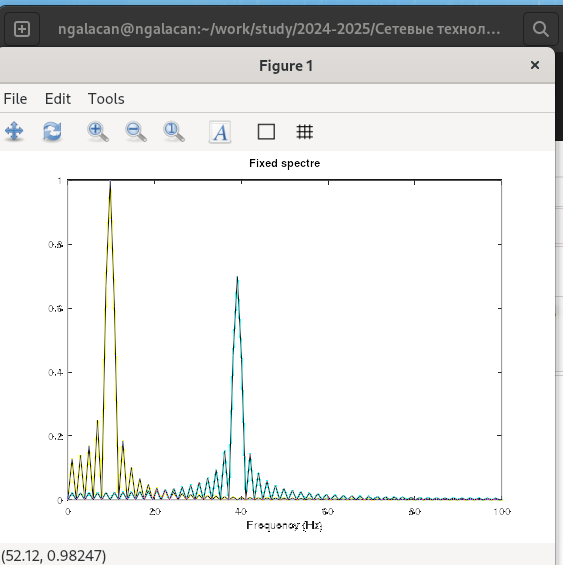 ngalacan@ngalacan:~/work/study/2024-2025/Сетевые технол...
Figure 1
File Edit Tools
A
Fixed spectre
1
0.8
0.6
0.4
0.2
0
0 20 40 60 80 100
Frequency (Hz)
(52.12, 0.98247)